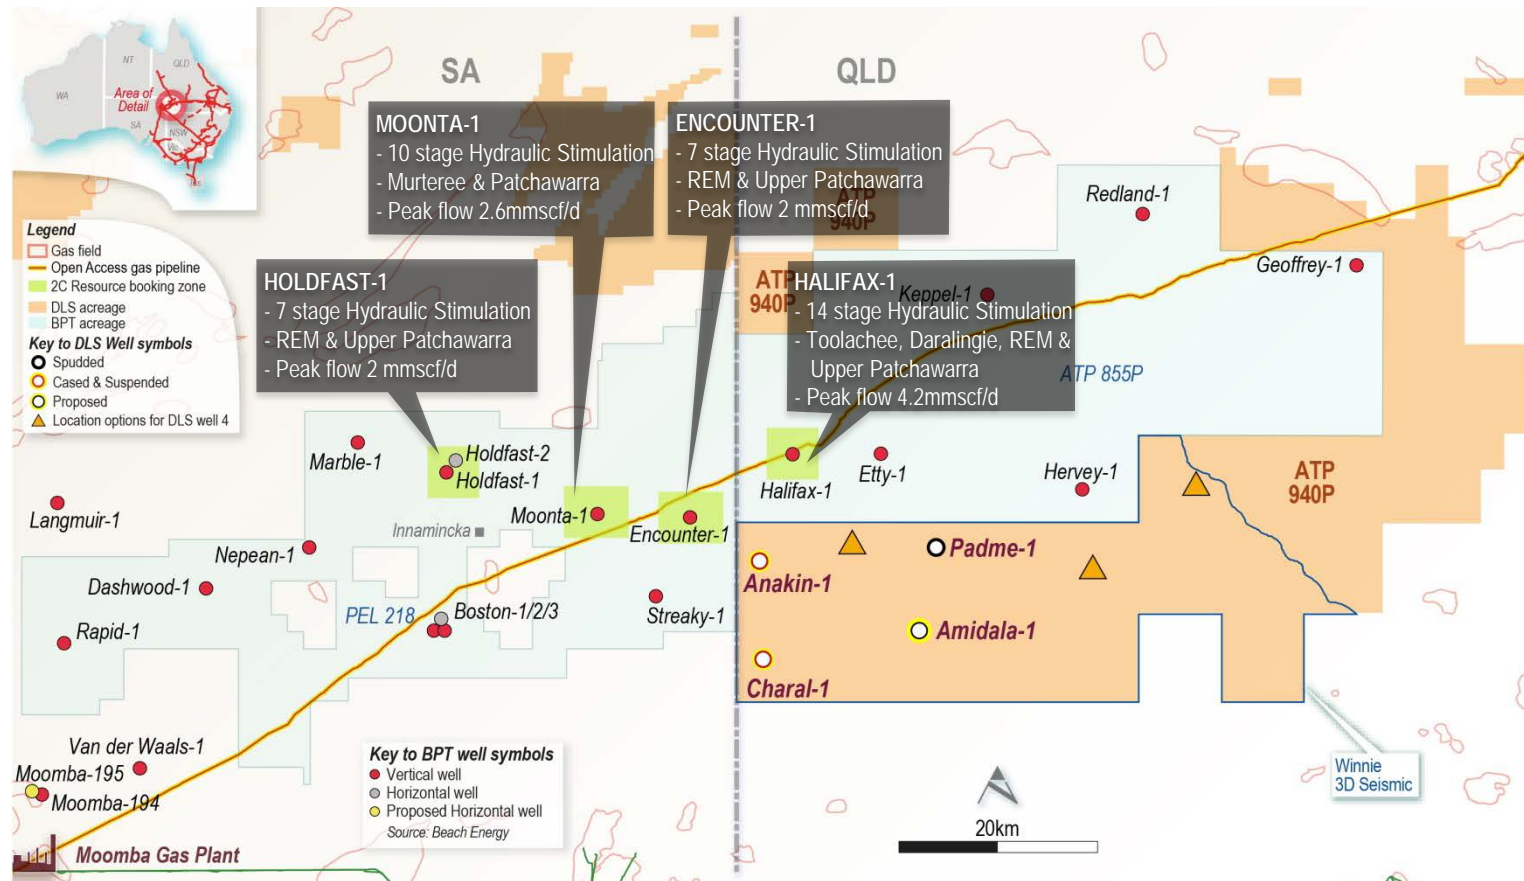 SA
QLD
NT
QLD
WA
Area of
Detail
SA
NSW
TAS
MOONTA-1
- 10 stage Hydraulic Stimulation
- Murteree & Patchawarra
- Peak flow 2.6mmscf/d
ENCOUNTER-1
- 7 stage Hydraulic Stimulation
- REM & Upper Patchawarra
- Peak flow 2 mmscf/d
ATP
940P
Redland-1
Geoffrey-1
Legend
Gas field
Open Access gas pipeline
2C Resource booking zone
DLS acreage
BPT acreage
Key to DLS Well symbols
Spudded
Cased & Suspended
Proposed
Location options for DLS well 4
HOLDFAST-1
- 7 stage Hydraulic Stimulation
- REM & Upper Patchawarra
- Peak flow 2 mmscf/d
ATP
940P
Keppel-1
HALIFAX-1
- 14 stage Hydraulic Stimulation
- Toolachee, Daralingie, REM &
Upper Patchawarra
- Peak flow 4.2mmscf/d
ATP 855P
Marble-1
Holdfast-2
Holdfast-1
Langmuir-1
Moonta-1
Innamincka
Encounter-1
Halifax-1
Etty-1
Hervey-1
ATP
940P
Nepean-1
Dashwood-1
Rapid-1
PEL 218
Boston-1/2/3
Streaky-1
Anakin-1
Padme-1
Amidala-1
Charal-1
Van der Waals-1
Moomba-195
Moomba-194
Moomba Gas Plant
Key to BPT well symbols
Vertical well
Horizontal well
Proposed Horizontal well
Source: Beach Energy
20km
Winnie
3D Seismic